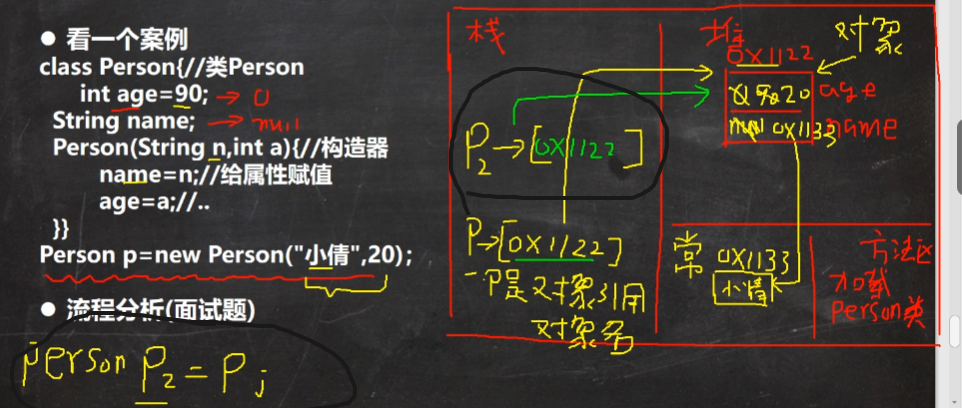 ● 看一个案例
class Person{//类Person
int age=90; → 0
String name; → null
Person(String n,int a){//构造器
name=n;//给属性赋值
age=a;//..
}}
Person p=new Person("小倩",20);
● 流程分析(面试题)
person P2 = P;
栈
P2→[0X1122]
P→[0X1122]
P是对象引用
对象名
堆
对象
0X1122
20 age
null 0X1133 name
常
0X1133
小倩
方法区
加载
Person类